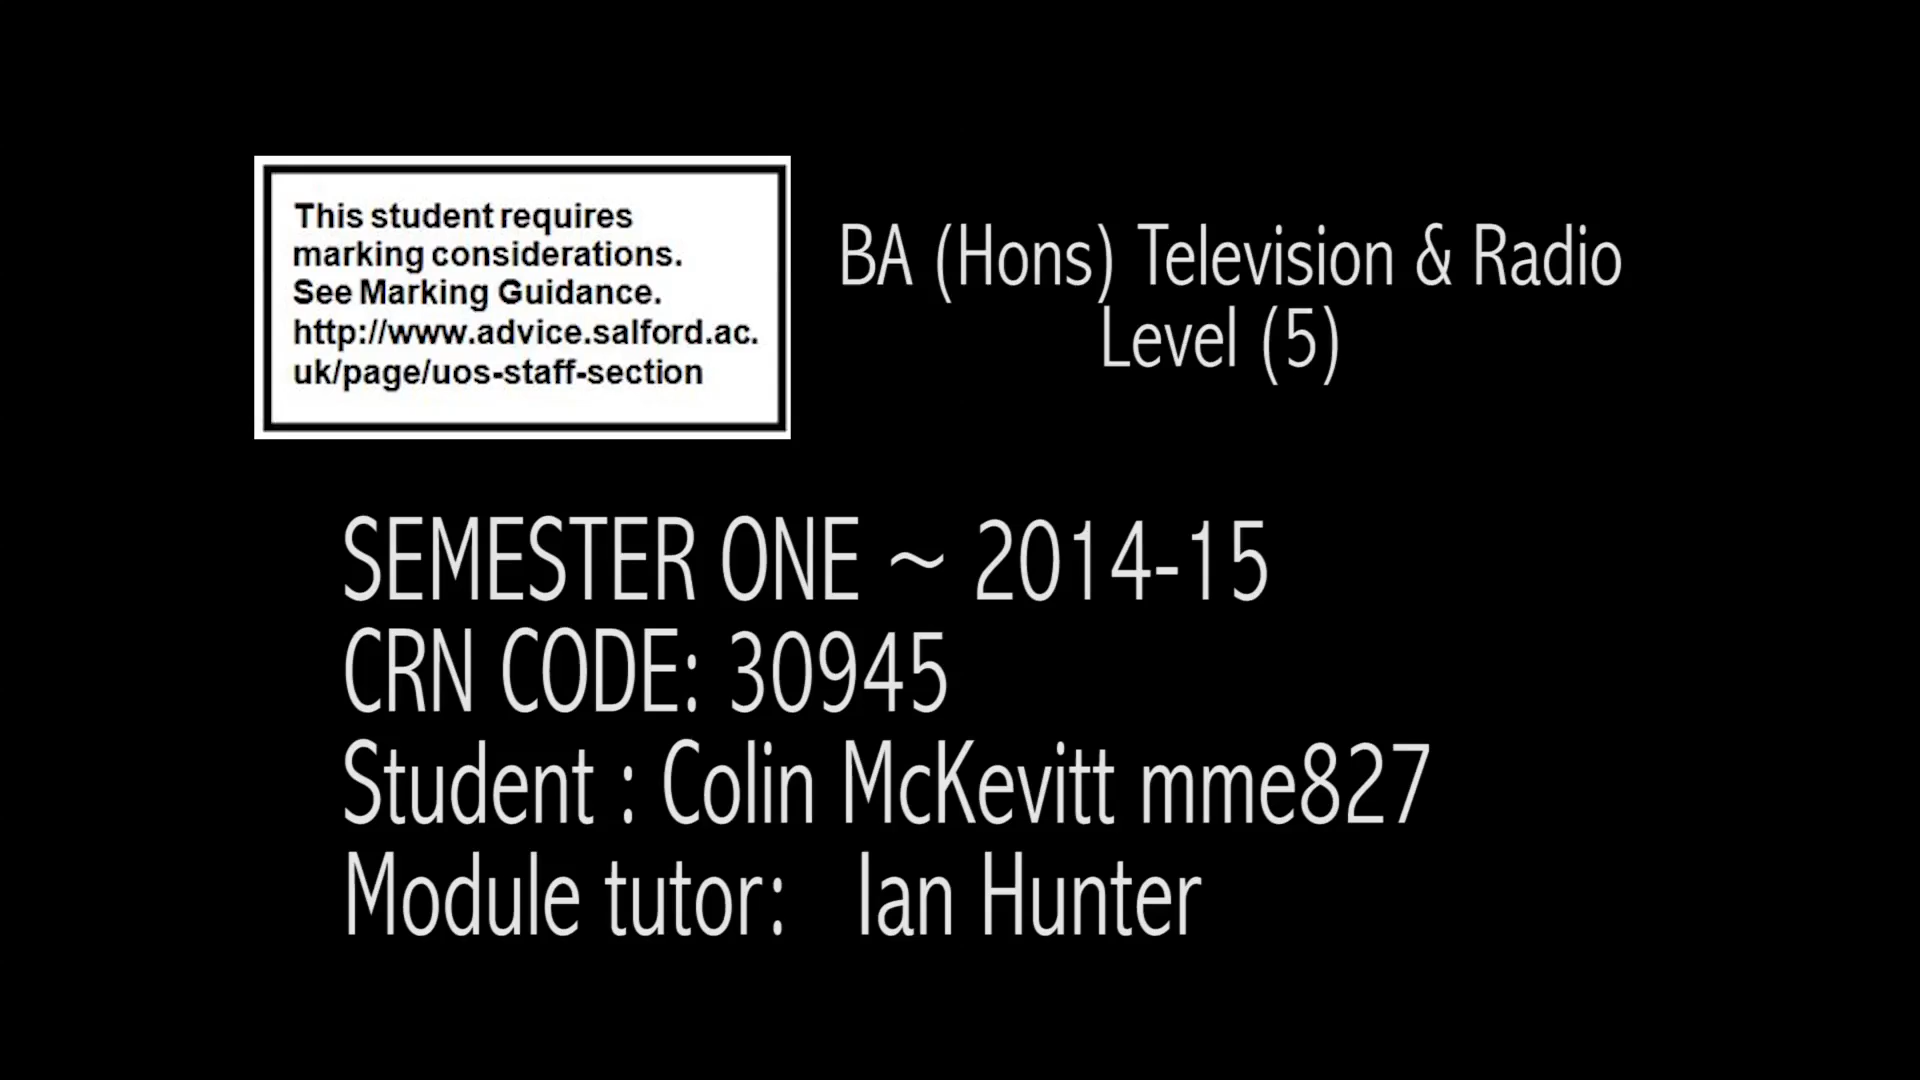 This student requires
marking considerations.
See Marking Guidance.
http://www.advice.salford.ac.
uk/page/uos-staff-section
BA (Hons) Television & Radio
Level (5)
SEMESTER ONE ~ 2014-15
CRN CODE: 30945
Student : Colin McKevitt mme827
Module tutor: Ian Hunter